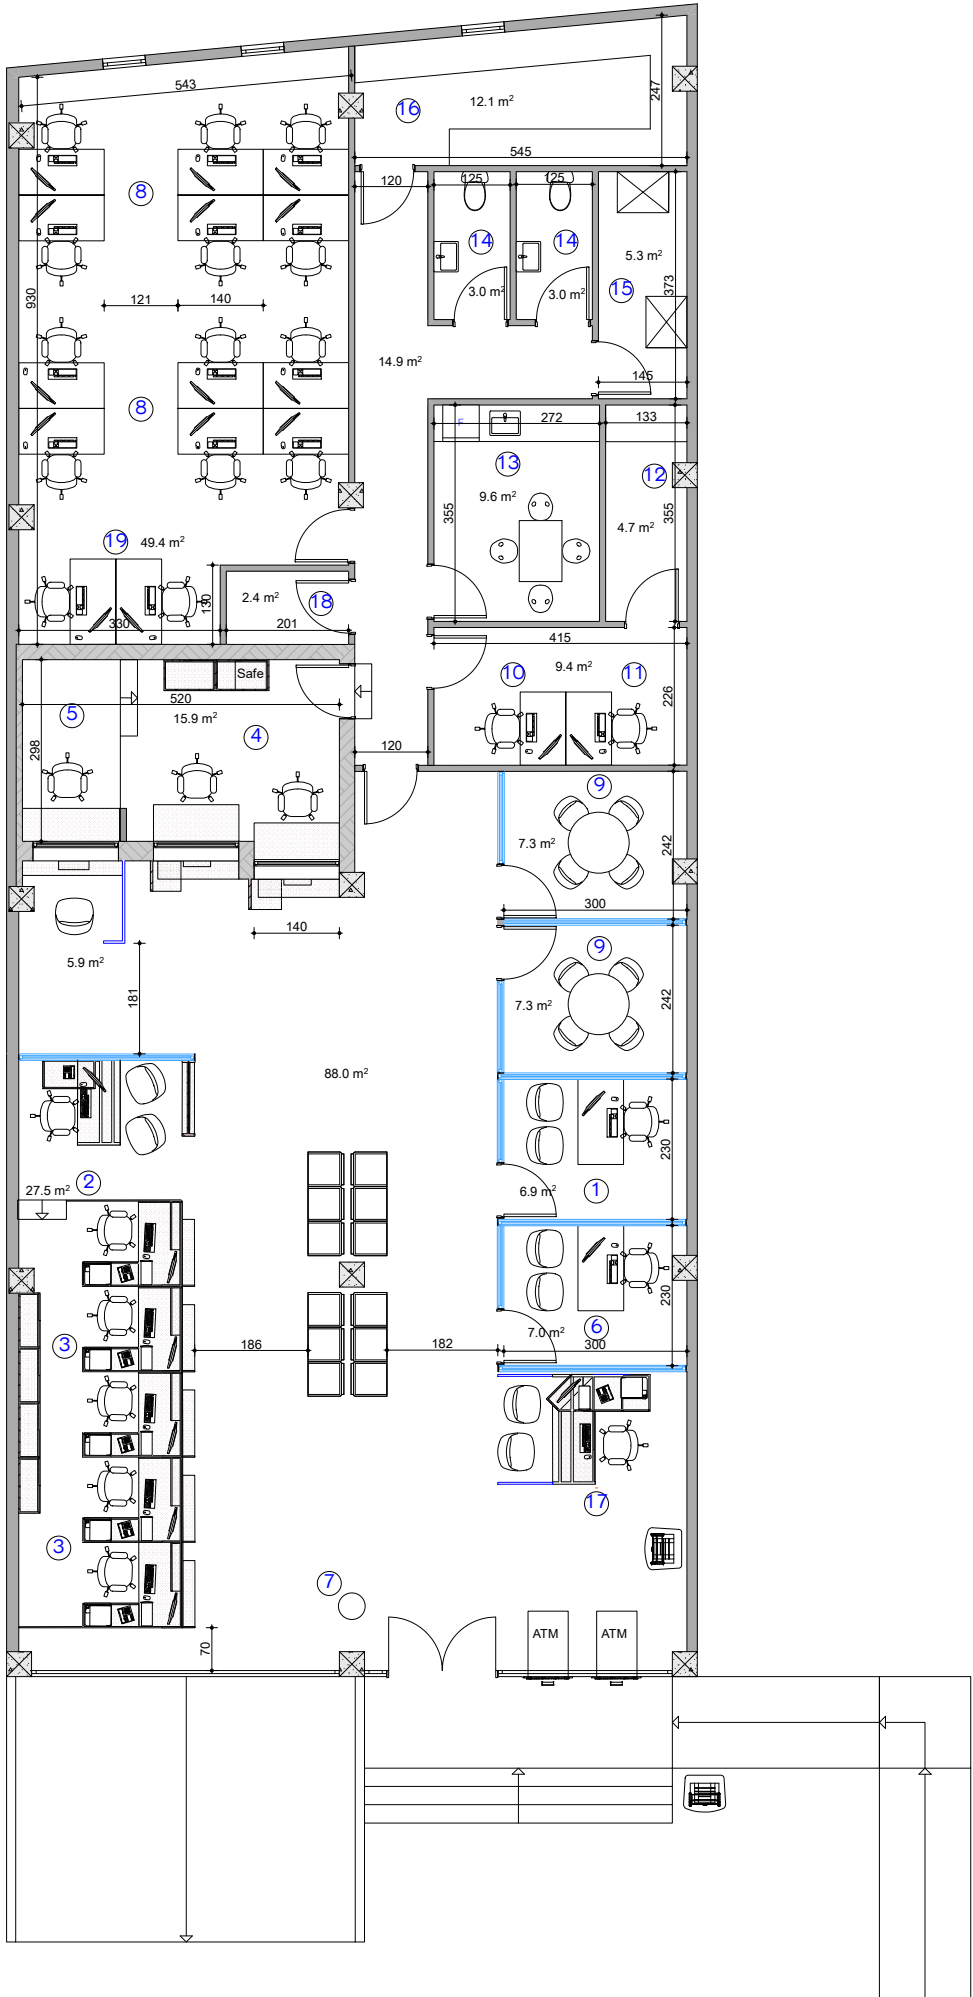 543
16
12.1 m²
247
545
120
125
125
8
14
14
5.3 m²
15
373
3.0 m²
3.0 m²
930
121
140
14.9 m²
145
8
F
272
133
13
12
9.6 m²
355
4.7 m²
355
19
49.4 m²
2.4 m²
18
130
330
201
415
9.4 m²
10
11
226
Safe
520
5
15.9 m²
4
298
120
9
7.3 m²
242
300
140
5.9 m²
9
181
7.3 m²
242
88.0 m²
230
27.5 m²
2
6.9 m²
1
230
6
7.0 m²
3
186
182
300
17
3
7
70
ATM
ATM